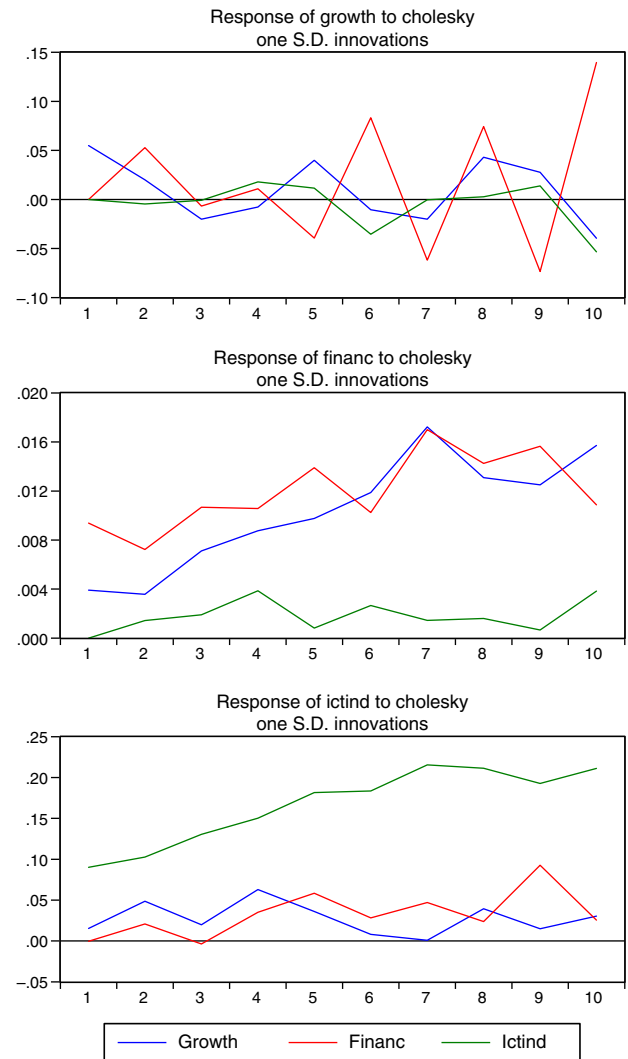 Response of growth to cholesky
one S.D. innovations
.15
.10
.05
.00
–.05
–.10
1 2 3 4 5 6 7 8 9 10
Response of financ to cholesky
one S.D. innovations
.020
.016
.012
.008
.004
.000
1 2 3 4 5 6 7 8 9 10
Response of ictind to cholesky
one S.D. innovations
.25
.20
.15
.10
.05
.00
–.05
1 2 3 4 5 6 7 8 9 10
Growth Financ Ictind